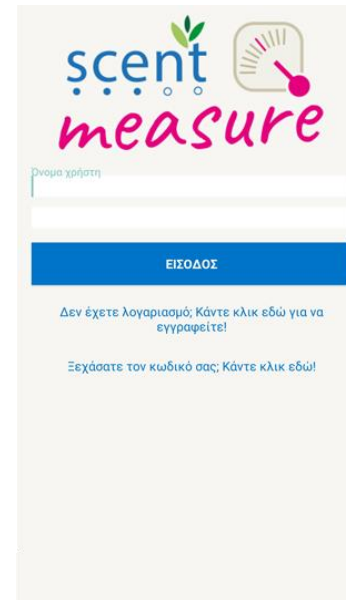 scent
measure
Όνομα χρήστη
ΕΙΣΟΔΟΣ
Δεν έχετε λογαριασμό; Κάντε κλικ εδώ για να
εγγραφείτε!
Ξεχάσατε τον κωδικό σας; Κάντε κλικ εδώ!